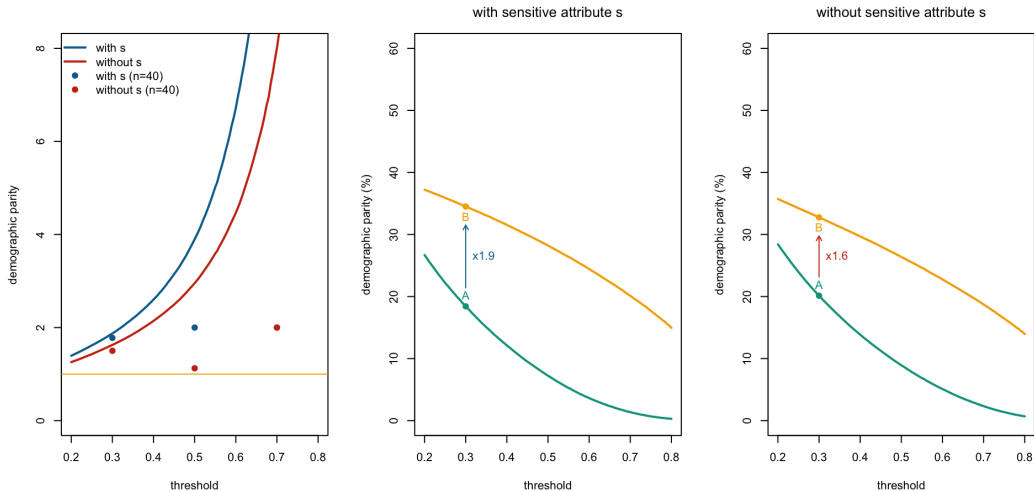 with sensitive attribute s
without sensitive attribute s
demographic parity
8
6
4
2
0
with s
without s
with s (n=40)
without s (n=40)
0.2 0.3 0.4 0.5 0.6 0.7 0.8
threshold
demographic parity (%)
60
50
40
30
20
10
0
B
x1.9
A
0.2 0.3 0.4 0.5 0.6 0.7 0.8
threshold
demographic parity (%)
60
50
40
30
20
10
0
B
x1.6
A
0.2 0.3 0.4 0.5 0.6 0.7 0.8
threshold